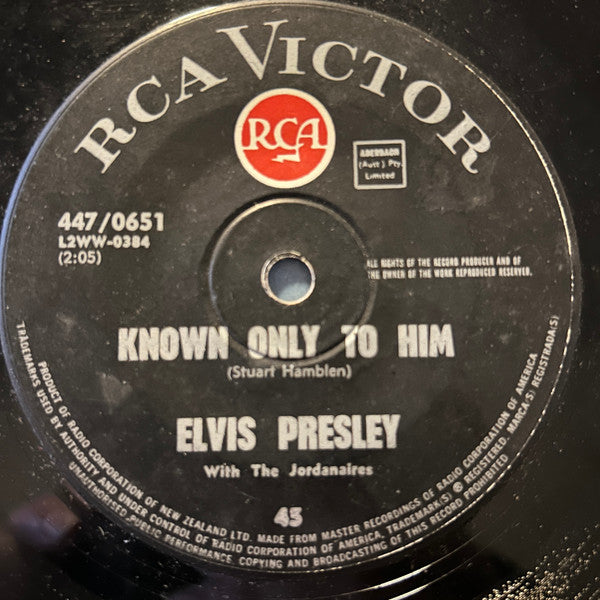 RCA VICTOR
RCA
ABERBACH
(Aust) Pty.
Limited
447/0651
L2WW-0384
(2:05)
ALL RIGHTS OF THE RECORD PRODUCER AND OF
THE OWNER OF THE WORK REPRODUCED RESERVED.
KNOWN ONLY TO HIM
(Stuart Hamblen)
ELVIS PRESLEY
With The Jordanaires
45
PRODUCT OF RADIO CORPORATION OF NEW ZEALAND LTD. MADE FROM MASTER RECORDINGS OF RADIO CORPORATION OF AMERICA
TRADEMARKS USED BY AUTHORITY AND UNDER CONTROL OF RADIO CORPORATION OF AMERICA, TRADEMARK(S) ® REGISTERED. MARCA(S) REGISTRADA(S)
UNAUTHORISED PUBLIC PERFORMANCE, COPYING AND BROADCASTING OF THIS RECORD PROHIBITED